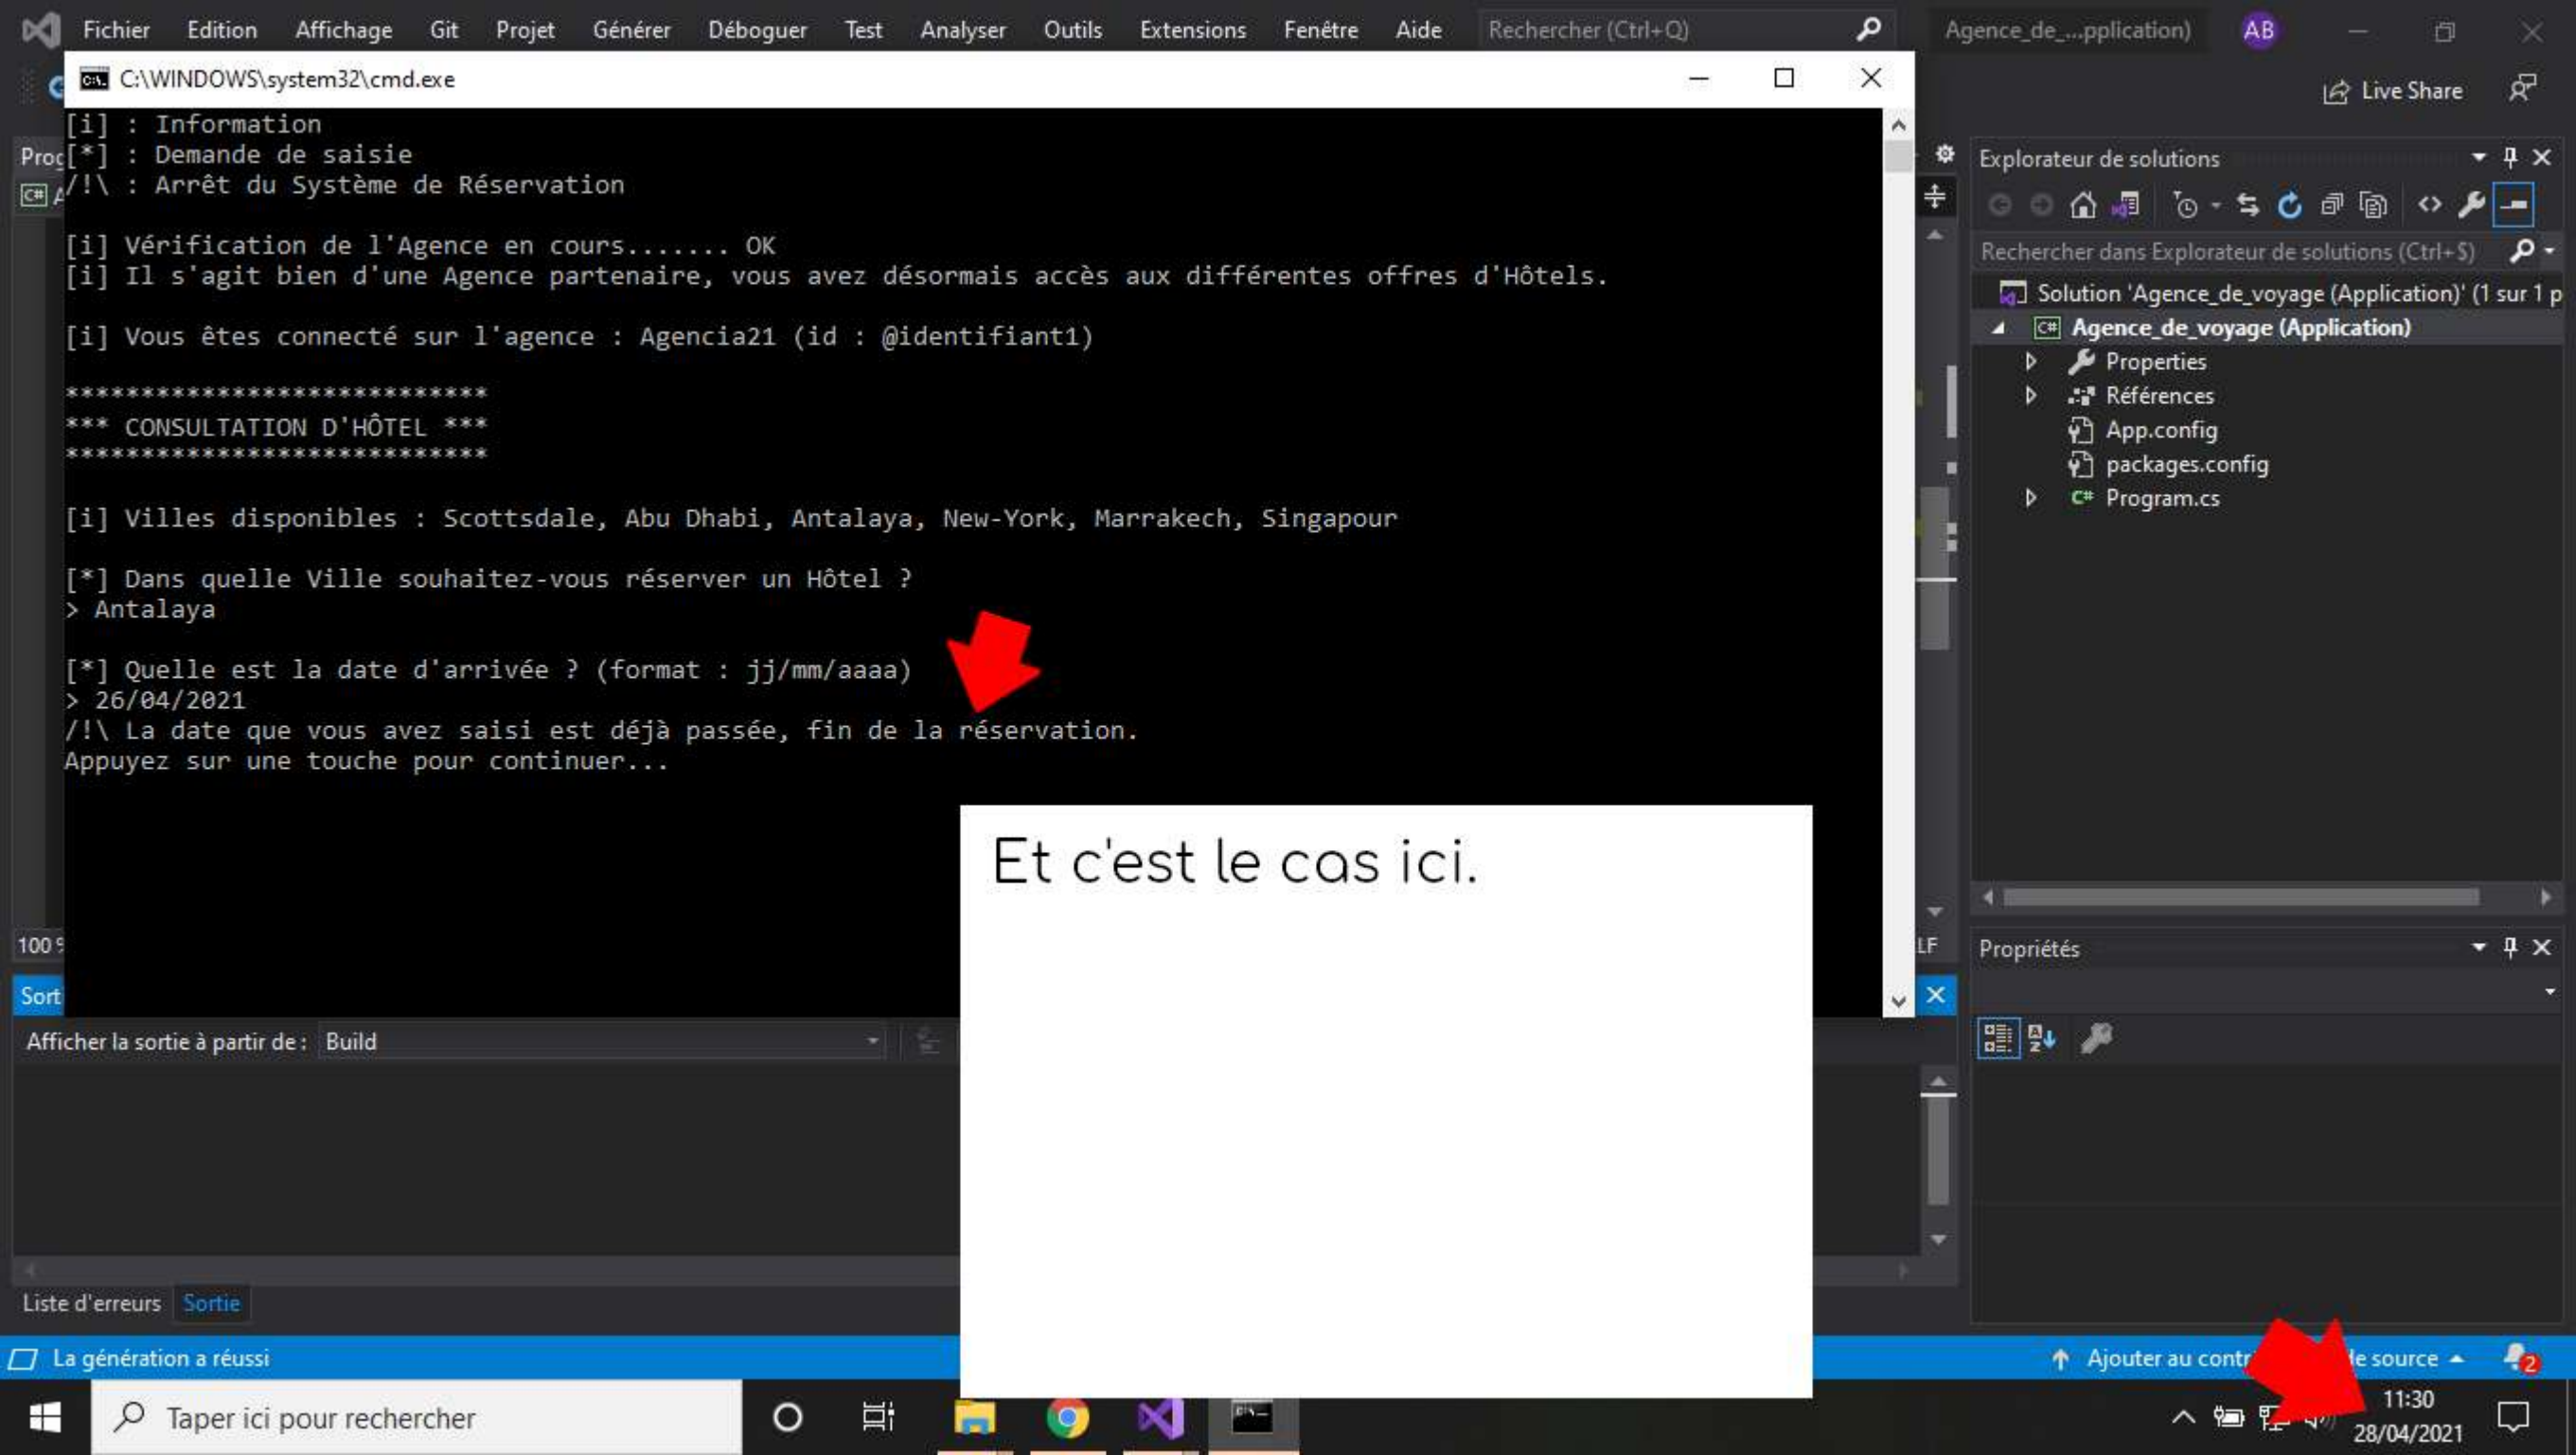 Fichier Edition Affichage Git Projet Générer Déboguer Test Analyser Outils Extensions Fenêtre Aide Rechercher (Ctrl+Q) Agence_de_...pplication) AB
C:\WINDOWS\system32\cmd.exe
Live Share
[i] : Information
[*] : Demande de saisie
/!\ : Arrêt du Système de Réservation
[i] Vérification de l'Agence en cours....... OK
[i] Il s'agit bien d'une Agence partenaire, vous avez désormais accès aux différentes offres d'Hôtels.
[i] Vous êtes connecté sur l'agence : Agencia21 (id : @identifiant1)
****************************
*** CONSULTATION D'HÔTEL ***
****************************
[i] Villes disponibles : Scottsdale, Abu Dhabi, Antalaya, New-York, Marrakech, Singapour
[*] Dans quelle Ville souhaitez-vous réserver un Hôtel ?
> Antalaya
[*] Quelle est la date d'arrivée ? (format : jj/mm/aaaa)
> 26/04/2021
/!\ La date que vous avez saisi est déjà passée, fin de la réservation.
Appuyez sur une touche pour continuer...
Et c'est le cas ici.
Explorateur de solutions
Rechercher dans Explorateur de solutions (Ctrl+$)
Solution 'Agence_de_voyage (Application)' (1 sur 1 p
C# Agence_de_voyage (Application)
Properties
Références
App.config
packages.config
C# Program.cs
Propriétés
Prog
C# A
100 %
LF
Sort
Afficher la sortie à partir de : Build
Liste d'erreurs Sortie
La génération a réussi
Ajouter au contr le source 2
Taper ici pour rechercher
11:30
28/04/2021